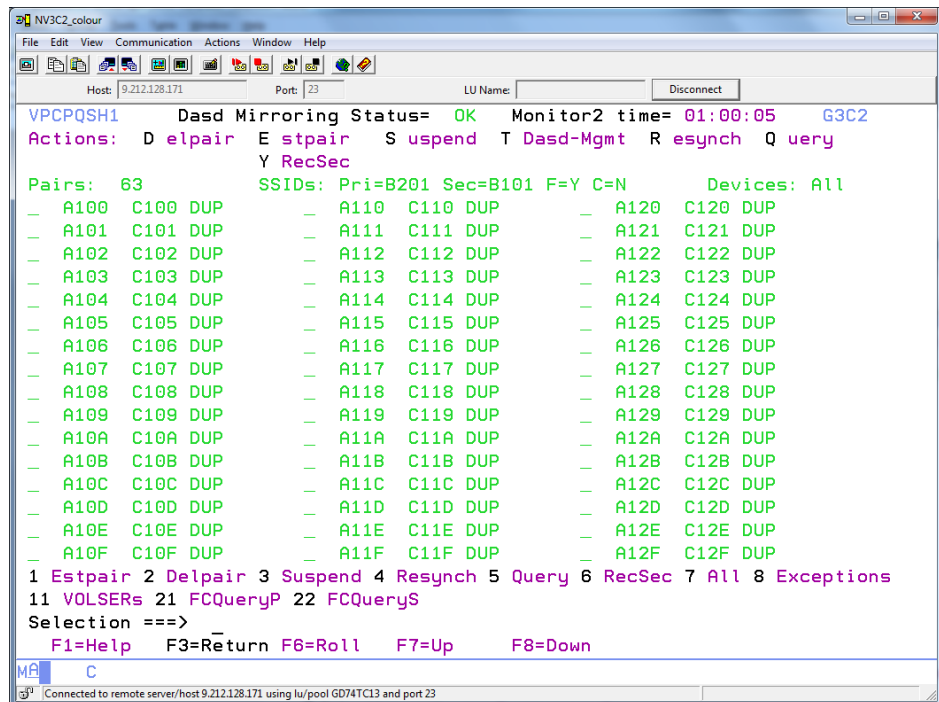 NV3C2_colour
File Edit View Communication Actions Window Help
Host: 9.212.128.171 Port: 23 LU Name: Disconnect
VPCPQSH1 Dasd Mirroring Status= OK Monitor2 time= 01:00:05 G3C2
Actions: D elpair E stpair S uspend T Dasd-Mgmt R esynch Q uery
Y RecSec
Pairs: 63 SSIDs: Pri=B201 Sec=B101 F=Y C=N Devices: All
_ A100 C100 DUP _ A110 C110 DUP _ A120 C120 DUP
_ A101 C101 DUP _ A111 C111 DUP _ A121 C121 DUP
_ A102 C102 DUP _ A112 C112 DUP _ A122 C122 DUP
_ A103 C103 DUP _ A113 C113 DUP _ A123 C123 DUP
_ A104 C104 DUP _ A114 C114 DUP _ A124 C124 DUP
_ A105 C105 DUP _ A115 C115 DUP _ A125 C125 DUP
_ A106 C106 DUP _ A116 C116 DUP _ A126 C126 DUP
_ A107 C107 DUP _ A117 C117 DUP _ A127 C127 DUP
_ A108 C108 DUP _ A118 C118 DUP _ A128 C128 DUP
_ A109 C109 DUP _ A119 C119 DUP _ A129 C129 DUP
_ A10A C10A DUP _ A11A C11A DUP _ A12A C12A DUP
_ A10B C10B DUP _ A11B C11B DUP _ A12B C12B DUP
_ A10C C10C DUP _ A11C C11C DUP _ A12C C12C DUP
_ A10D C10D DUP _ A11D C11D DUP _ A12D C12D DUP
_ A10E C10E DUP _ A11E C11E DUP _ A12E C12E DUP
_ A10F C10F DUP _ A11F C11F DUP _ A12F C12F DUP
1 Estpair 2 Delpair 3 Suspend 4 Resynch 5 Query 6 RecSec 7 All 8 Exceptions
11 VOLSERs 21 FCQueryP 22 FCQueryS
Selection ===> _
F1=Help F3=Return F6=Roll F7=Up F8=Down
MA C
Connected to remote server/host 9.212.128.171 using lu/pool GD74TC13 and port 23